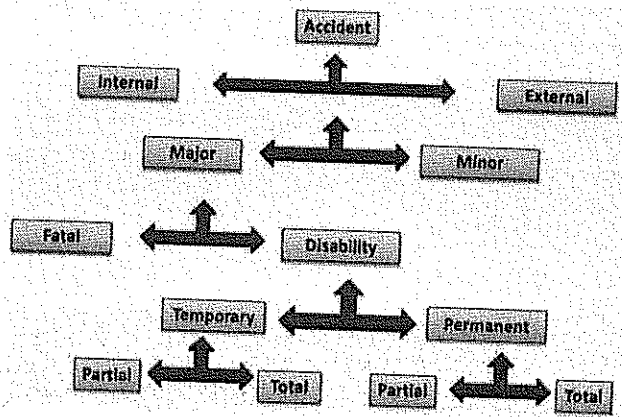 Accident
Internal
External
Major
Minor
Fatal
Disability
Temporary
Permanent
Partial
Total
Partial
Total